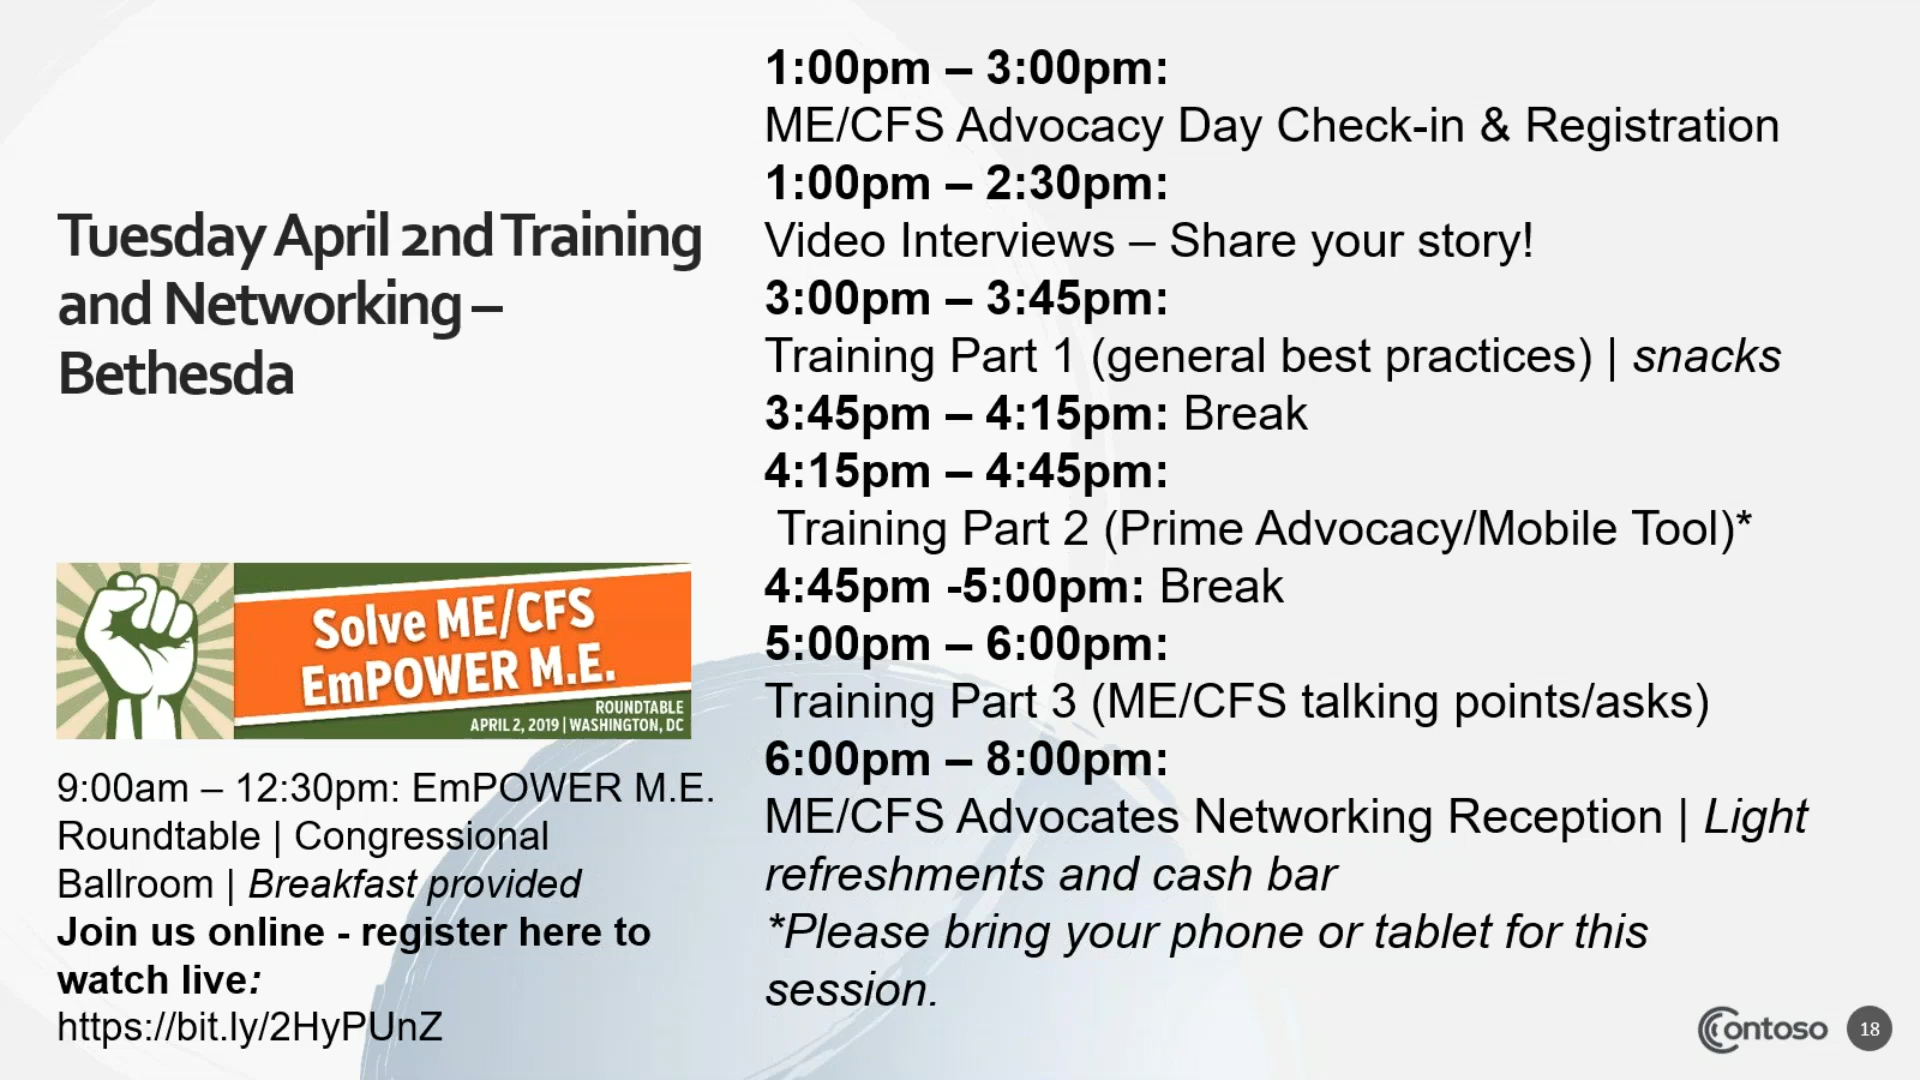 Tuesday April 2nd Training
and Networking –
Bethesda
Solve ME/CFS
EmPOWER M.E.
ROUNDTABLE
APRIL 2, 2019 | WASHINGTON, DC
9:00am – 12:30pm: EmPOWER M.E.
Roundtable | Congressional
Ballroom | Breakfast provided
Join us online - register here to
watch live:
https://bit.ly/2HyPUnZ
1:00pm – 3:00pm:
ME/CFS Advocacy Day Check-in & Registration
1:00pm – 2:30pm:
Video Interviews – Share your story!
3:00pm – 3:45pm:
Training Part 1 (general best practices) | snacks
3:45pm – 4:15pm: Break
4:15pm – 4:45pm:
Training Part 2 (Prime Advocacy/Mobile Tool)*
4:45pm -5:00pm: Break
5:00pm – 6:00pm:
Training Part 3 (ME/CFS talking points/asks)
6:00pm – 8:00pm:
ME/CFS Advocates Networking Reception | Light
refreshments and cash bar
*Please bring your phone or tablet for this
session.
Contoso
18